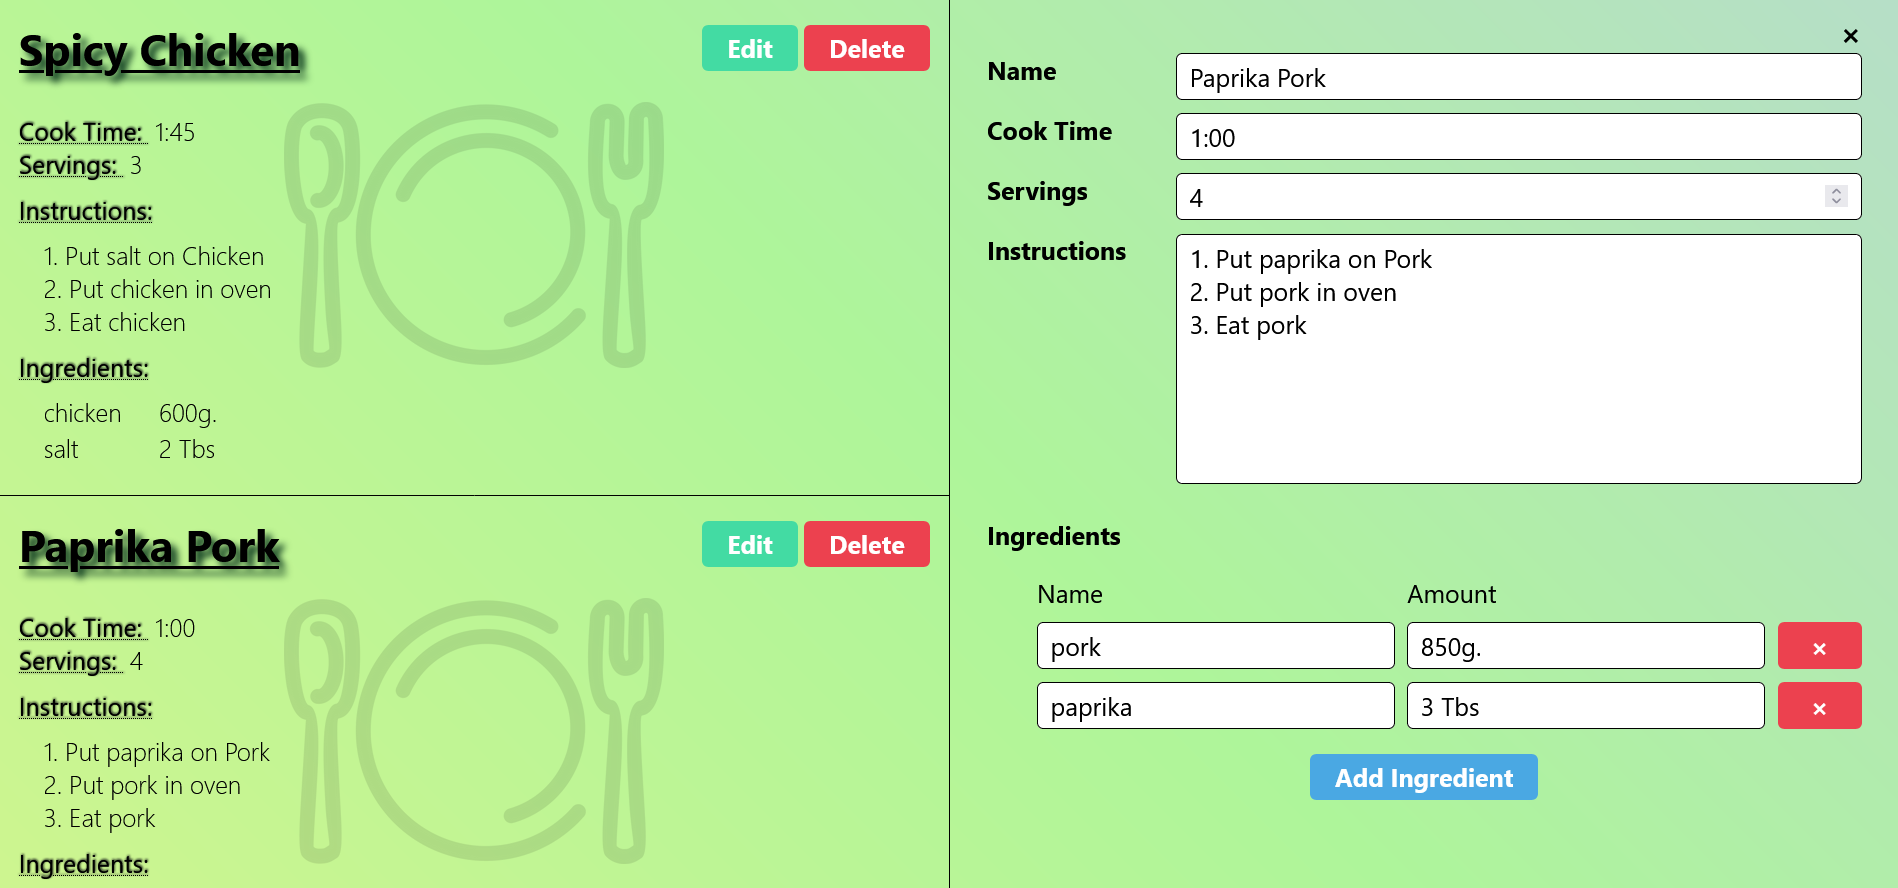 Spicy Chicken
Edit Delete
Cook Time: 1:45
Servings: 3
Instructions:
1. Put salt on Chicken
2. Put chicken in oven
3. Eat chicken
Ingredients:
chicken 600g.
salt 2 Tbs
Paprika Pork
Edit Delete
Cook Time: 1:00
Servings: 4
Instructions:
1. Put paprika on Pork
2. Put pork in oven
3. Eat pork
Ingredients:
×
Name Paprika Pork
Cook Time 1:00
Servings 4
Instructions 1. Put paprika on Pork
2. Put pork in oven
3. Eat pork
Ingredients
Name Amount
pork 850g. ×
paprika 3 Tbs ×
Add Ingredient